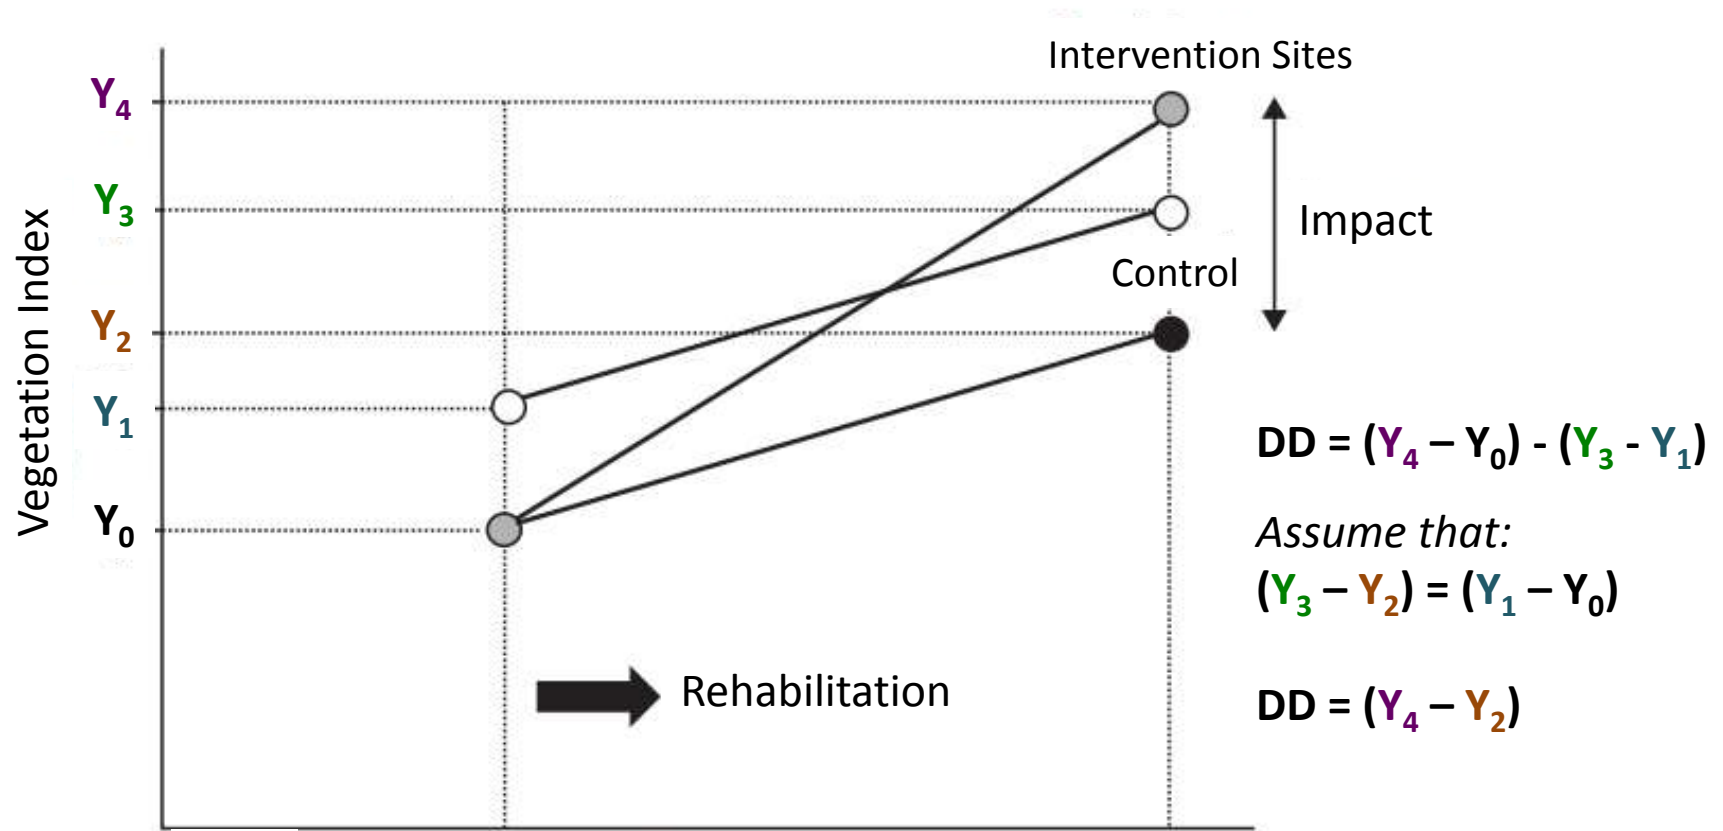 Intervention Sites
Y4
Y3
Impact
Control
Vegetation Index
Y2
Y1
DD = (Y4 – Y0) - (Y3 - Y1)
Y0
Assume that:
(Y3 – Y2) = (Y1 – Y0)
Rehabilitation
DD = (Y4 – Y2)